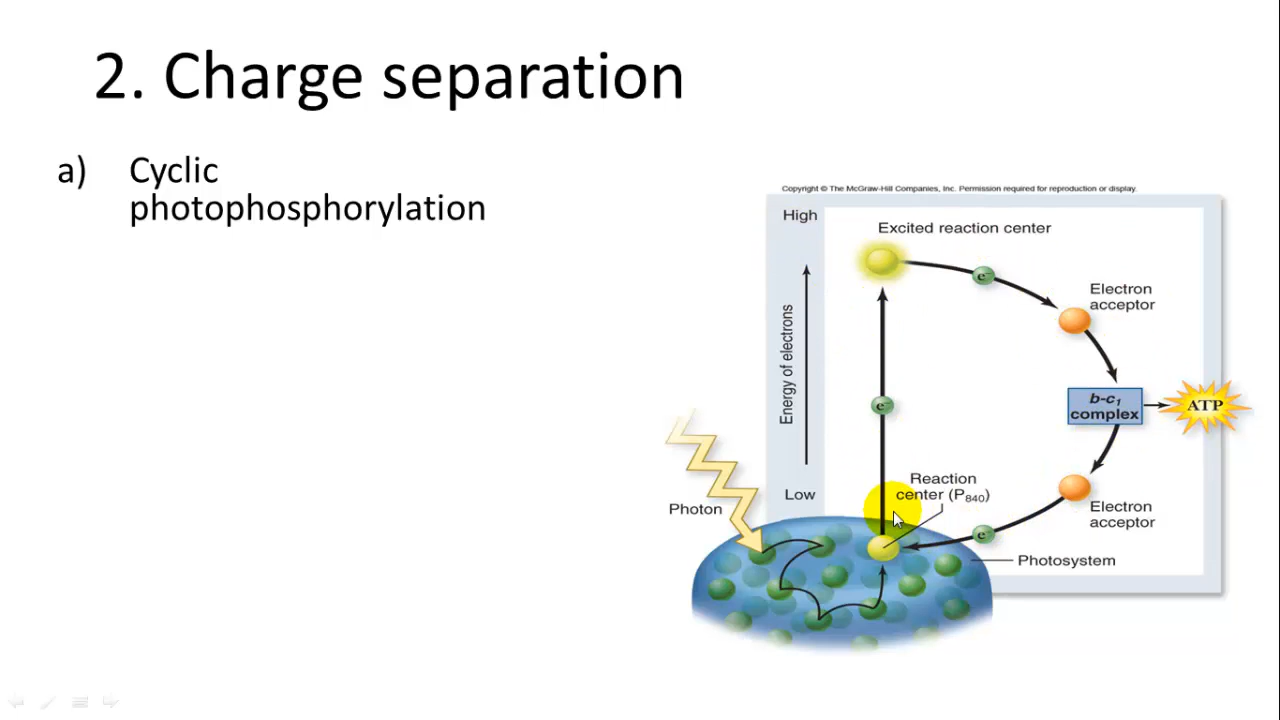 2. Charge separation
a) Cyclic
photophosphorylation
Copyright © The McGraw-Hill Companies, Inc. Permission required for reproduction or display.
High
Excited reaction center
e⁻
Electron
acceptor
Energy of electrons
e⁻
b-c₁
complex
ATP
Low
Reaction
center (P₈₄₀)
Photon
Electron
acceptor
e⁻
Photosystem